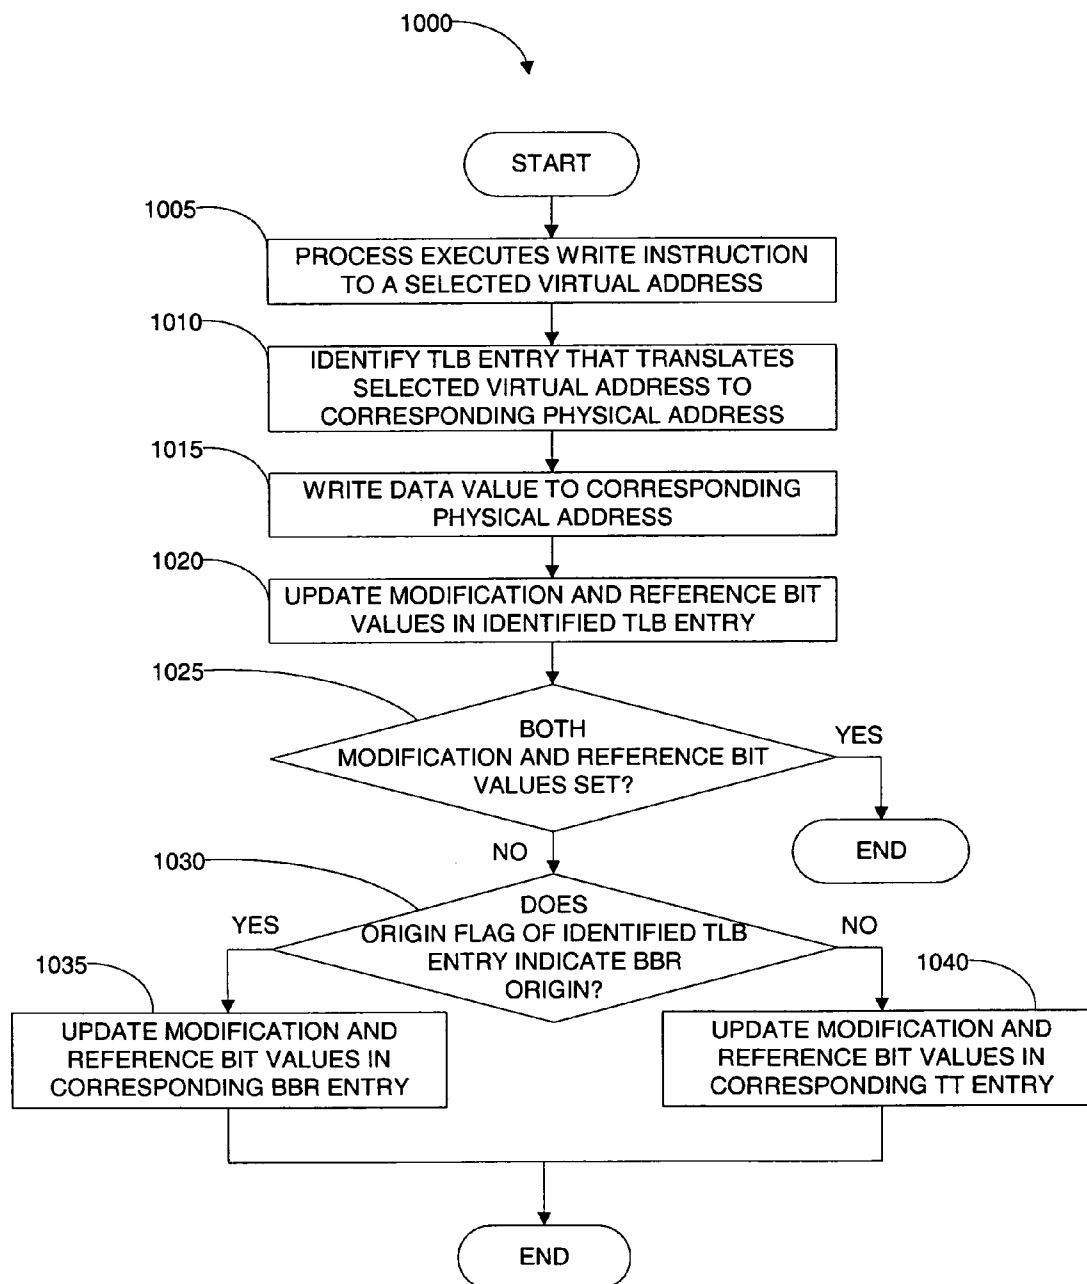 1000
START
1005
PROCESS EXECUTES WRITE INSTRUCTION
TO A SELECTED VIRTUAL ADDRESS
1010
IDENTIFY TLB ENTRY THAT TRANSLATES
SELECTED VIRTUAL ADDRESS TO
CORRESPONDING PHYSICAL ADDRESS
1015
WRITE DATA VALUE TO CORRESPONDING
PHYSICAL ADDRESS
1020
UPDATE MODIFICATION AND REFERENCE BIT
VALUES IN IDENTIFIED TLB ENTRY
1025
BOTH
MODIFICATION AND REFERENCE BIT
VALUES SET?
YES
END
NO
1030
DOES
ORIGIN FLAG OF IDENTIFIED TLB
ENTRY INDICATE BBR
ORIGIN?
YES
NO
1035
UPDATE MODIFICATION AND
REFERENCE BIT VALUES IN
CORRESPONDING BBR ENTRY
1040
UPDATE MODIFICATION AND
REFERENCE BIT VALUES IN
CORRESPONDING TT ENTRY
END